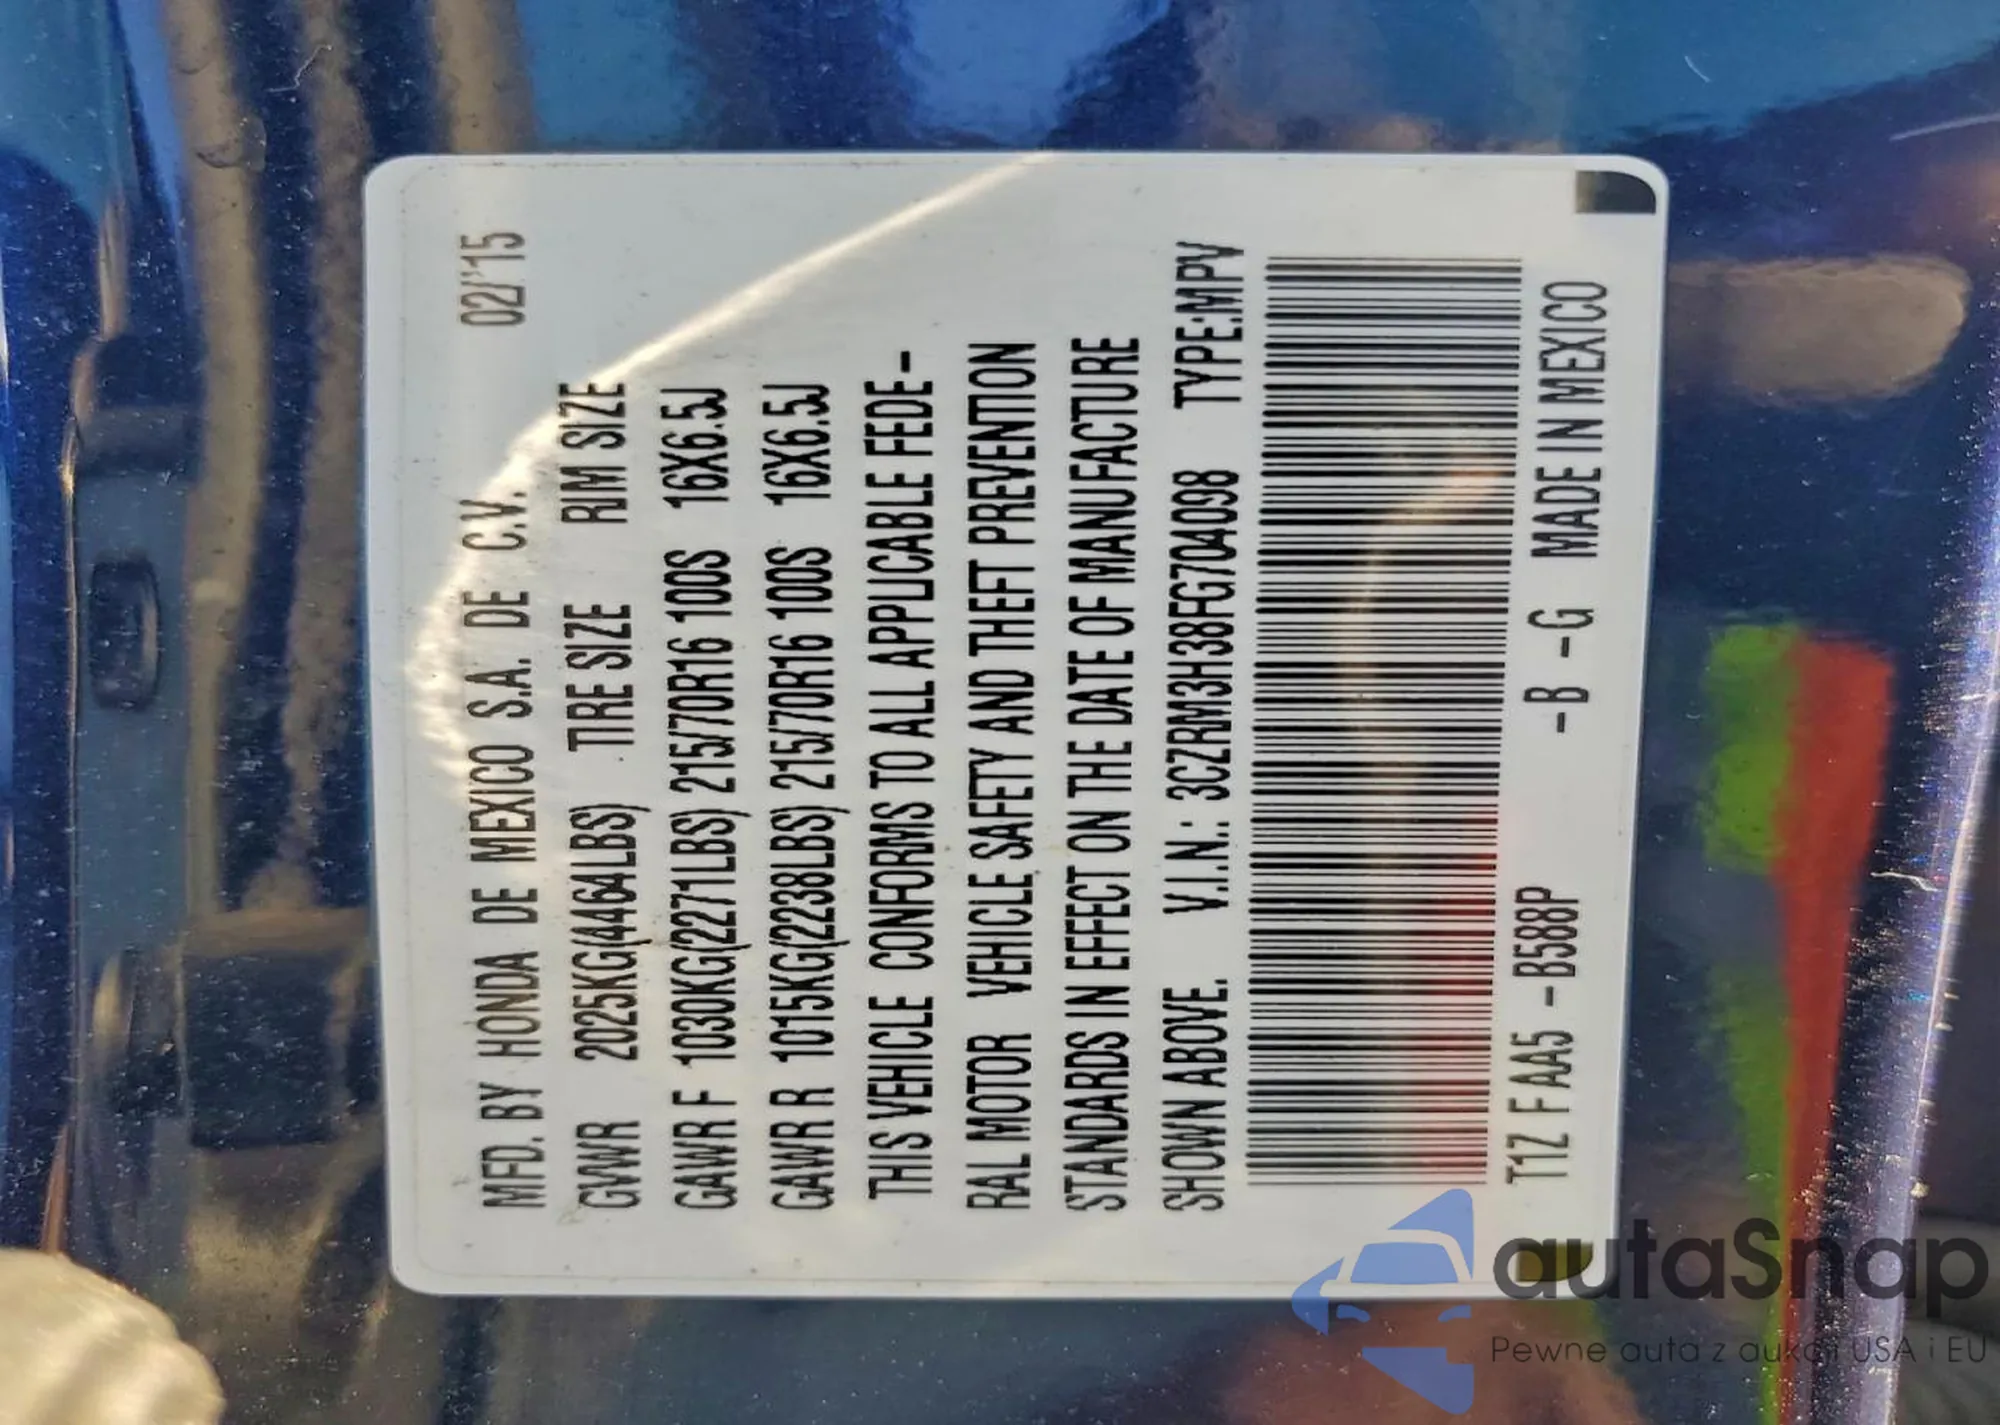 MFD. BY HONDA DE MEXICO S.A. DE C.V. 02/'15
GVWR 2025KG(4464LBS) TIRE SIZE RIM SIZE
GAWR F 1030KG(2271LBS) 215/70R16 100S 16X6.5J
GAWR R 1015KG(2238LBS) 215/70R16 100S 16X6.5J
THIS VEHICLE CONFORMS TO ALL APPLICABLE FEDE-
RAL MOTOR VEHICLE SAFETY AND THEFT PREVENTION
STANDARDS IN EFFECT ON THE DATE OF MANUFACTURE
SHOWN ABOVE. V.I.N.: 3CZRM3H38FG704098 TYPE:MPV
T1Z F AA5 -B588P -B -G MADE IN MEXICO
autaSnap
Pewne auta z aukcji USA i EU